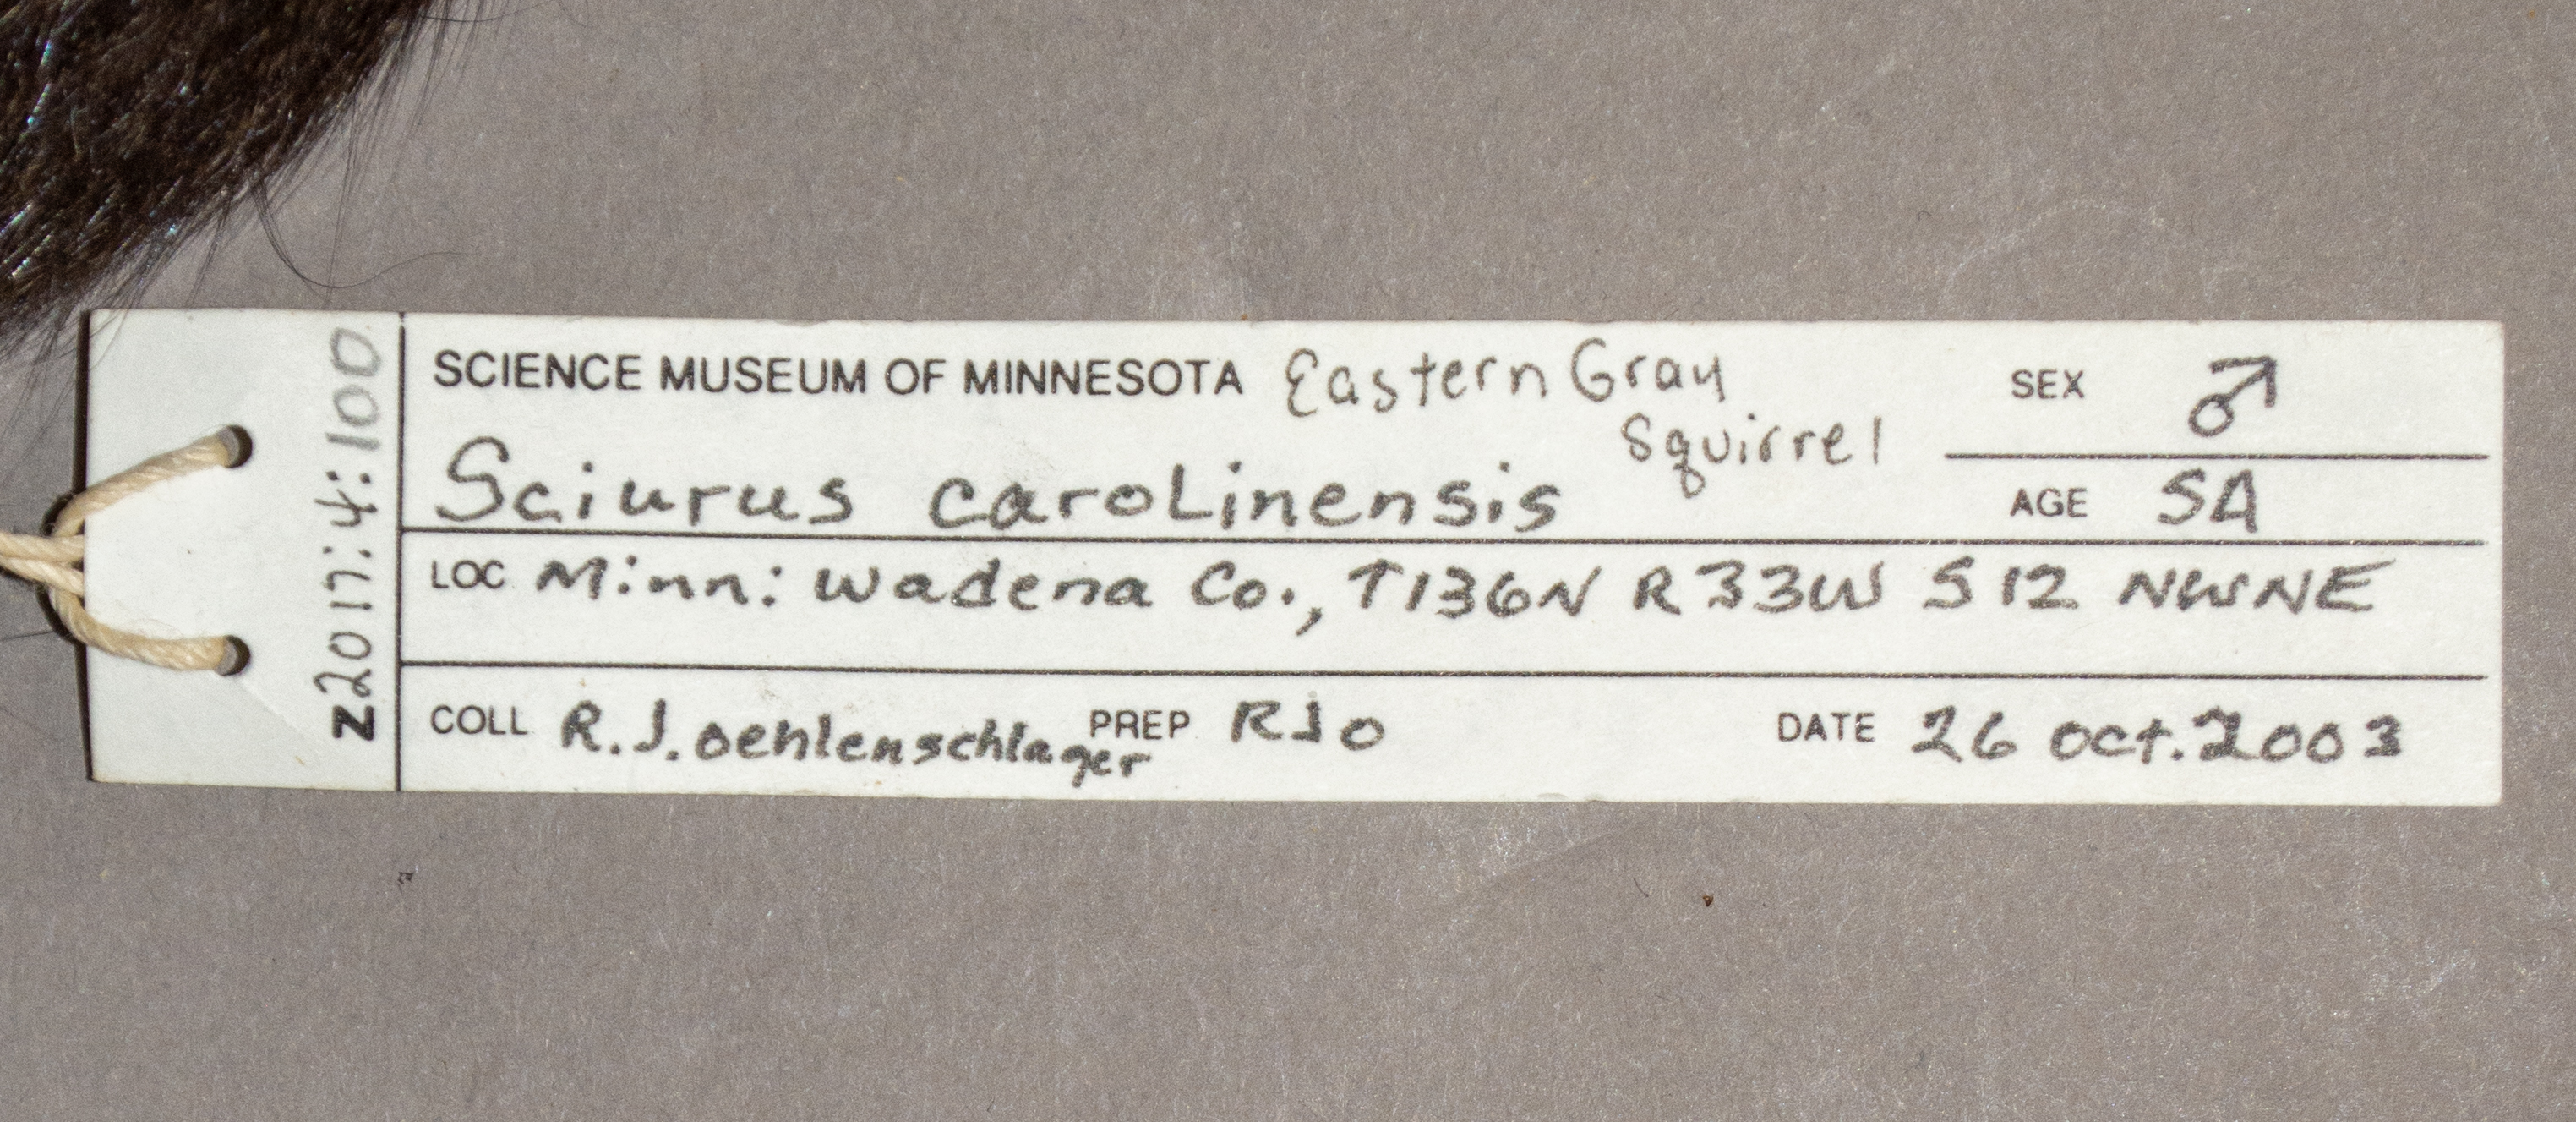 Z2017:4:100
SCIENCE MUSEUM OF MINNESOTA Eastern Gray
Squirrel
SEX ♂
Sciurus carolinensis
AGE SA
LOC Minn: Wadena Co., T136N R33W S12 NWNE
COLL R.J. Oehlenschlager PREP RJO DATE 26 Oct. 2003